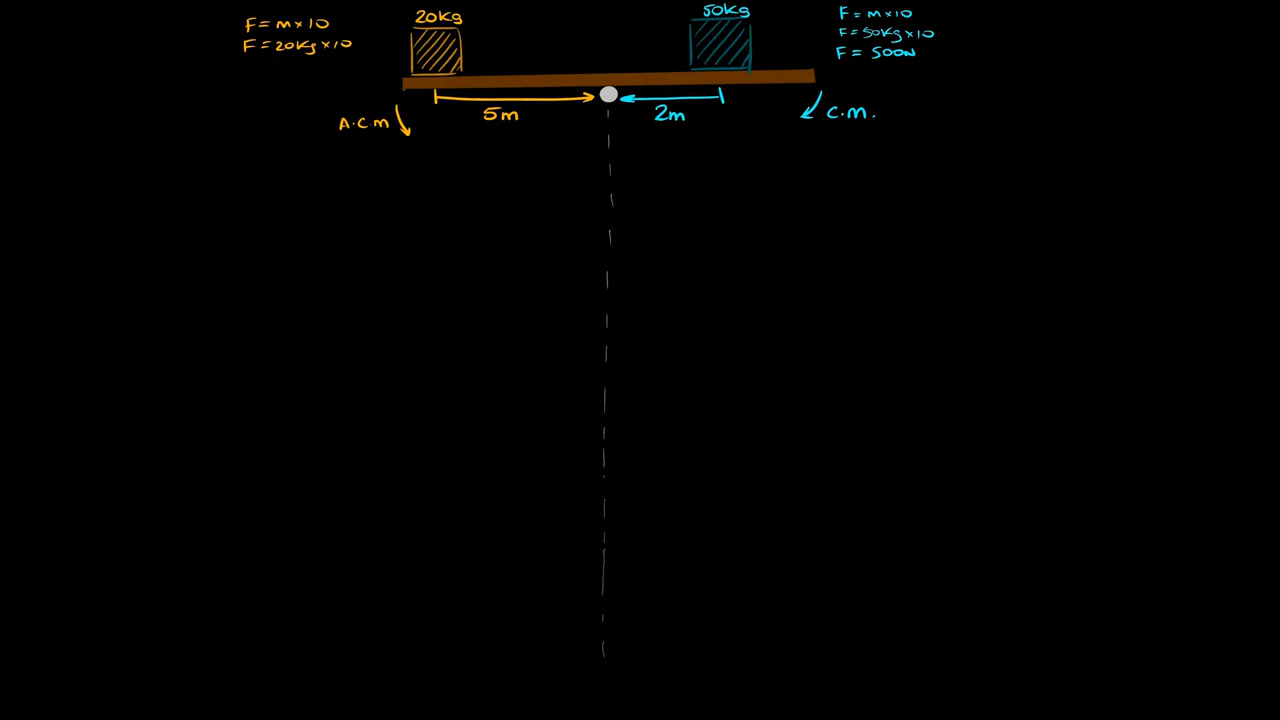 20Kg
50Kg
F = m × 10
F = 20Kg × 10
F = m × 10
F = 50Kg × 10
F = 500N
5m
2m
A.C.m
C.m.